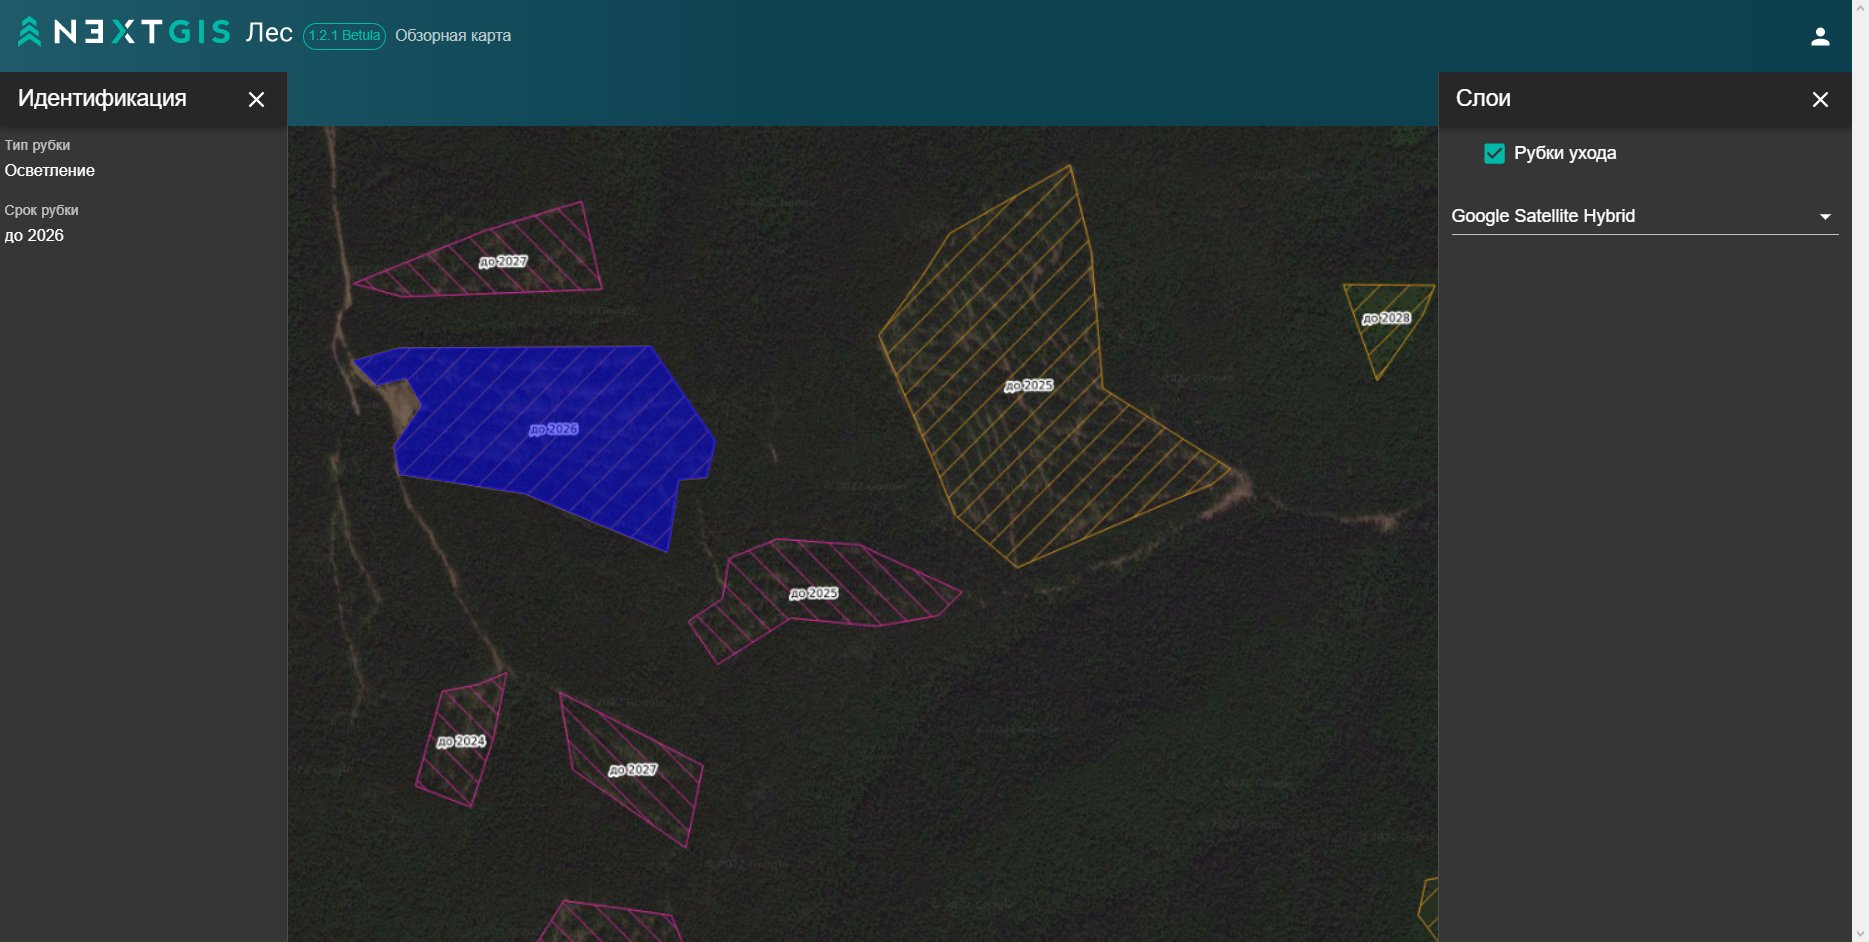 NEXTGIS Лес 1.2.1 Betula Обзорная карта
Идентификация
Тип рубки
Осветление
Срок рубки
до 2026
до 2027
до 2026
до 2025
до 2028
до 2025
до 2024
до 2027
Слои
Рубки ухода
Google Satellite Hybrid